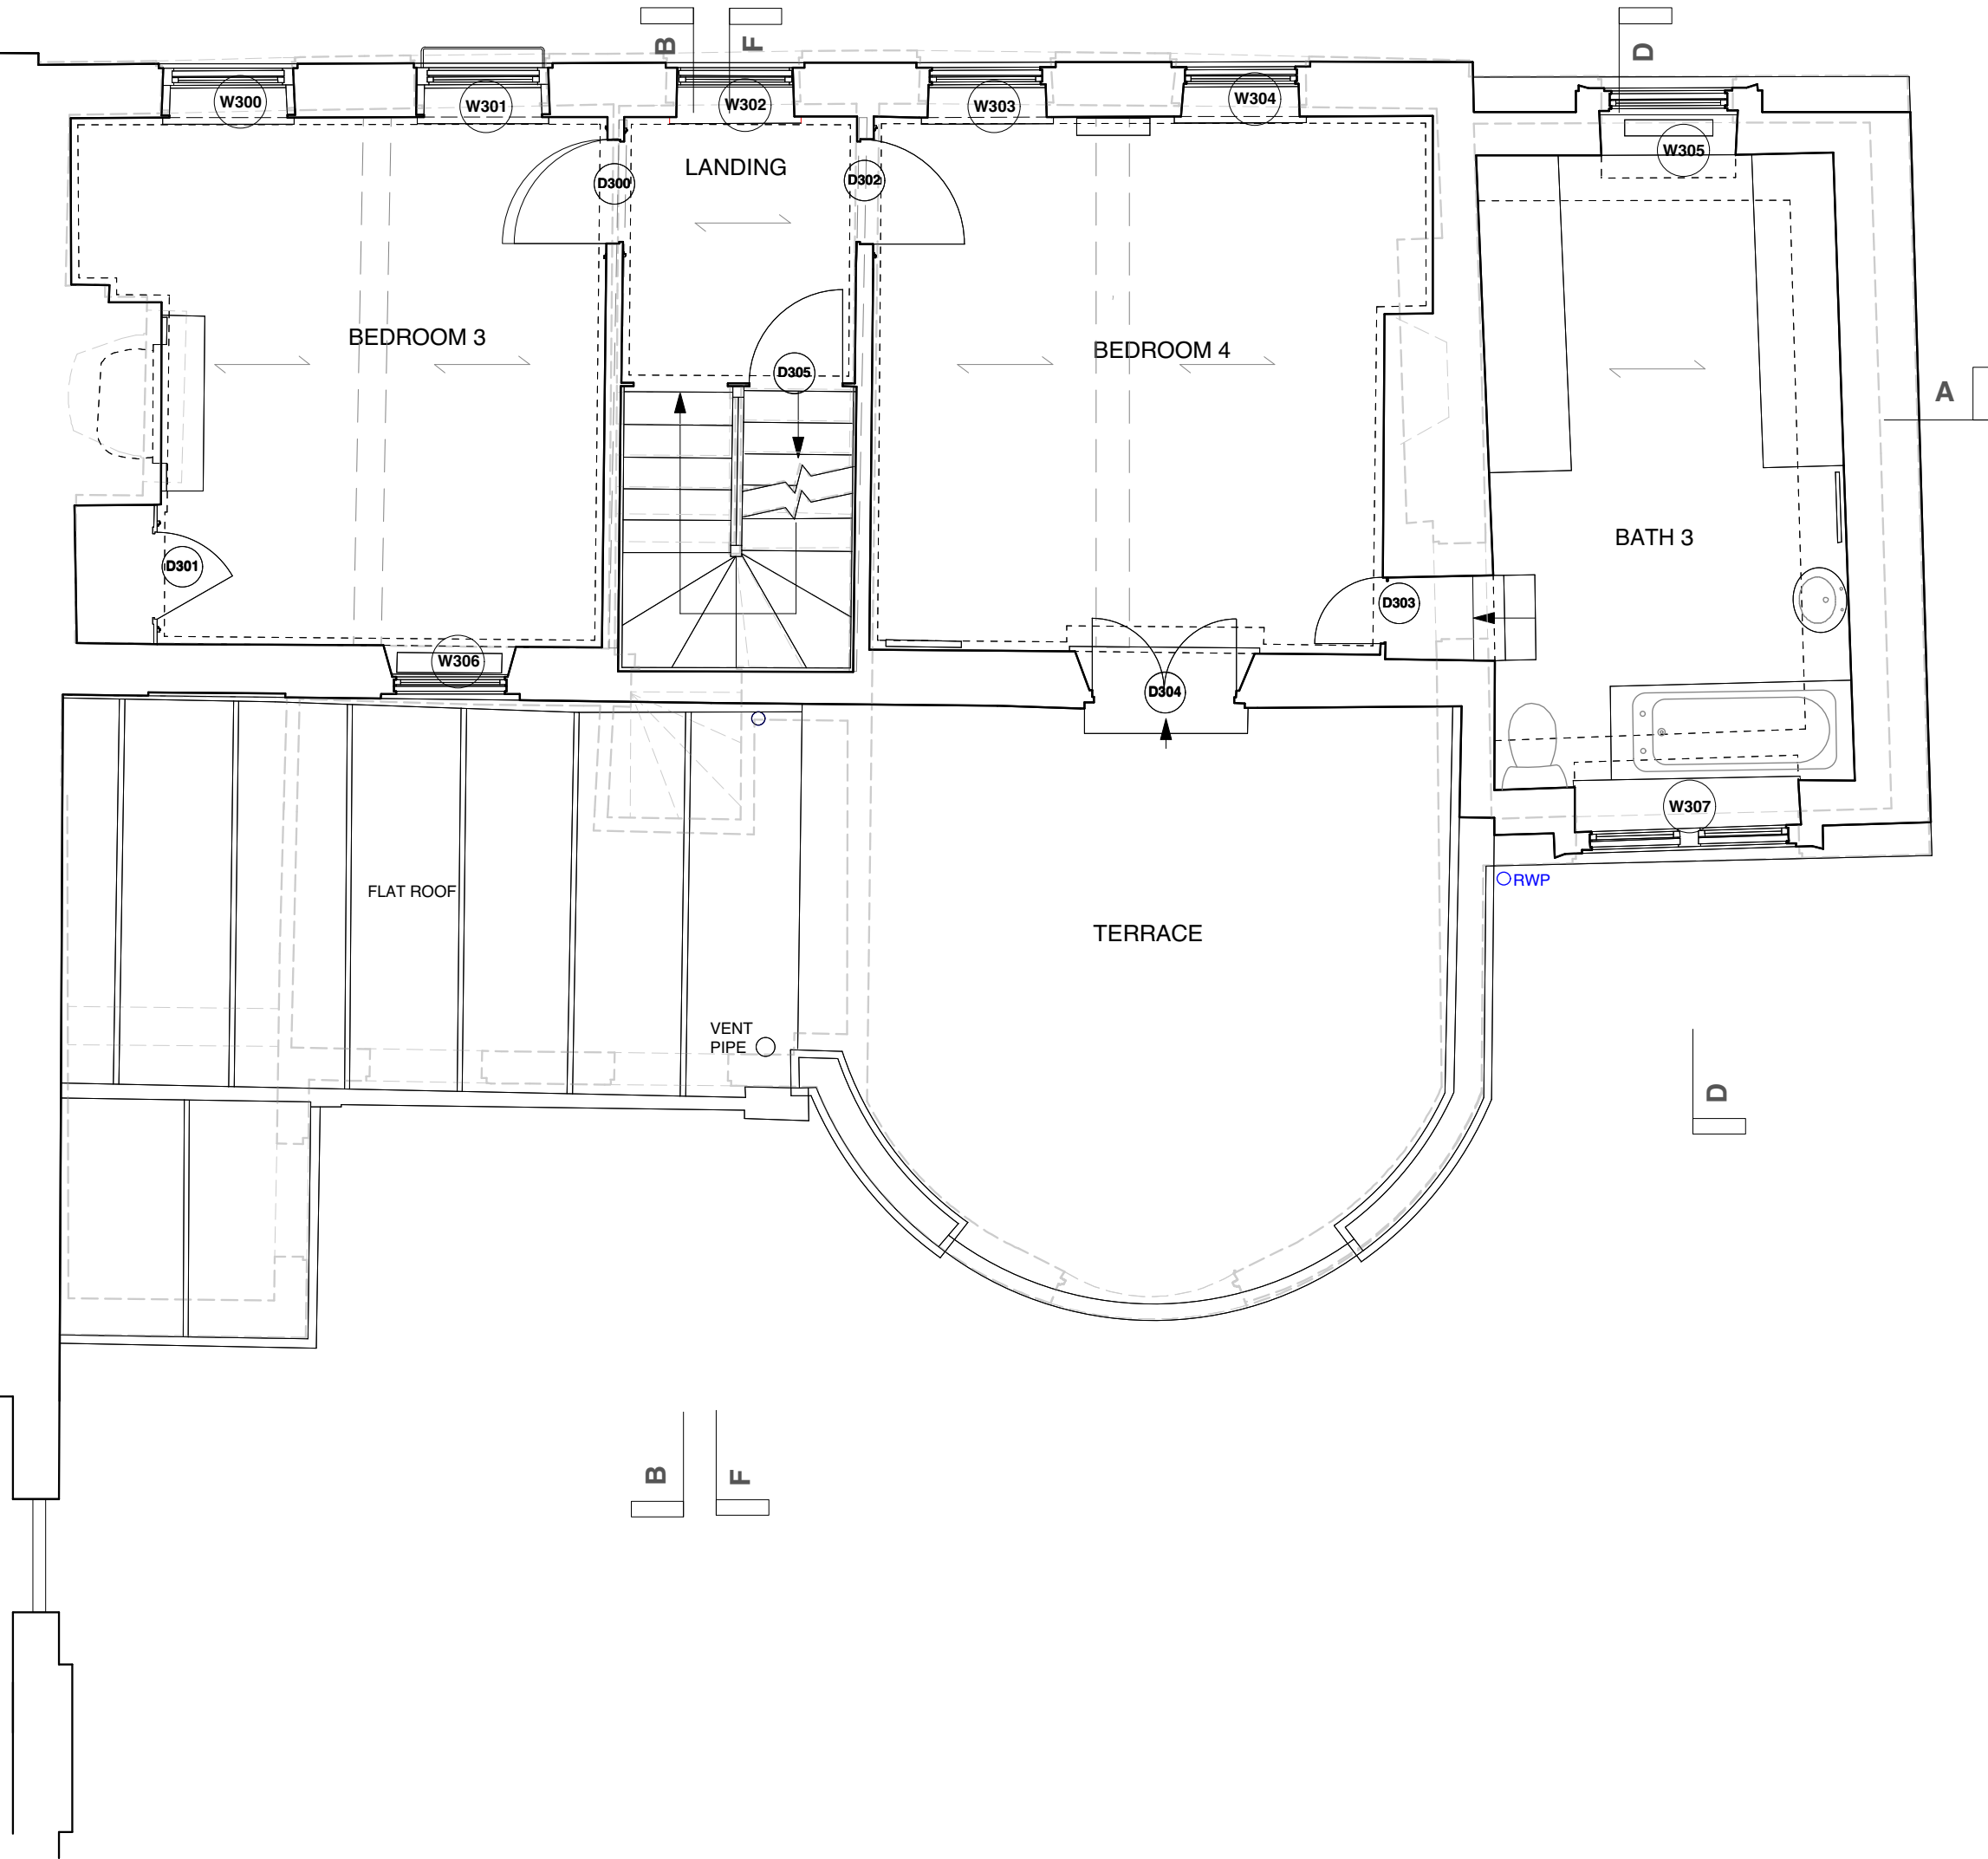 B
F
D
W300
W301
W302
W303
W304
W305
LANDING
D300
D302
BEDROOM 3
BEDROOM 4
D305
A
BATH 3
D301
D303
W306
D304
W307
FLAT ROOF
RWP
TERRACE
VENT
PIPE
D
B
F